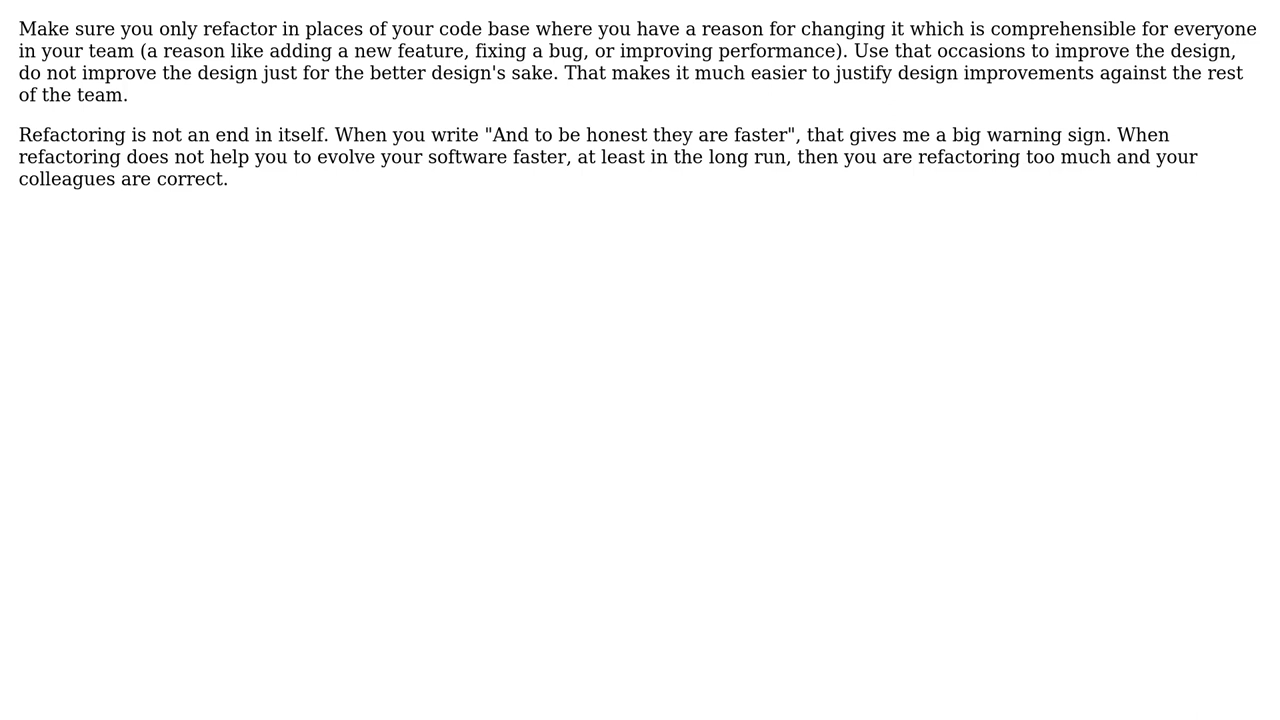 Make sure you only refactor in places of your code base where you have a reason for changing it which is comprehensible for everyone
in your team (a reason like adding a new feature, fixing a bug, or improving performance). Use that occasions to improve the design,
do not improve the design just for the better design's sake. That makes it much easier to justify design improvements against the rest
of the team.
Refactoring is not an end in itself. When you write "And to be honest they are faster", that gives me a big warning sign. When
refactoring does not help you to evolve your software faster, at least in the long run, then you are refactoring too much and your
colleagues are correct.